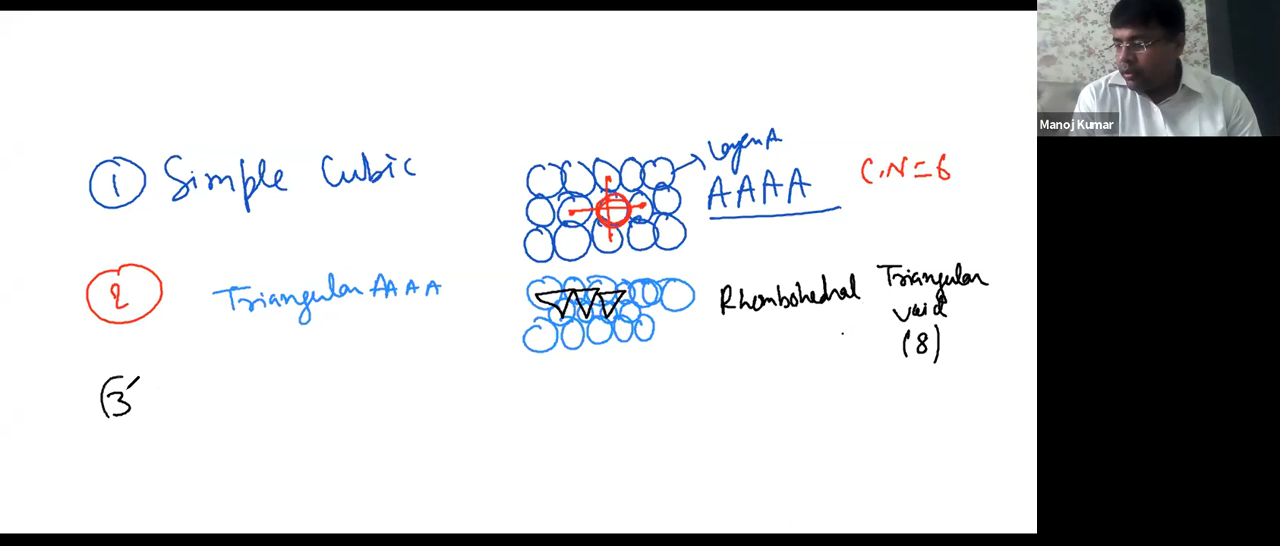 Manoj Kumar
① Simple Cubic
Layer A
AAAA
C.N=6
② Triangular AAAA
Rhombohedral
Triangular
void
(8)
3